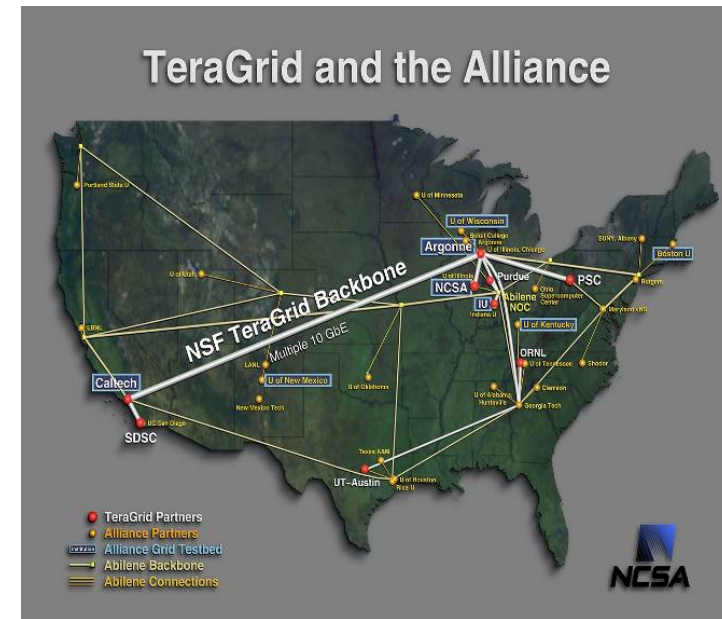 TeraGrid and the Alliance
Portland State U
U of Minnesota
U of Wisconsin
Beloit College
Argonne
Argonne
U of Illinois, Chicago
SUNY, Albany
Boston U
U of Utah
U of Illinois
Purdue
PSC
Rutgers
NCSA
Abilene
NOC
Ohio
Supercomputer
Center
IU
Indiana U
NSF TeraGrid Backbone
Multiple 10 GbE
LBNL
U of Kentucky
LANL
U of New Mexico
ORNL
U of Tennessee
Shodor
Caltech
U of Oklahoma
U of Alabama,
Huntsville
Clemson
New Mexico Tech
Georgia Tech
UC San Diego
SDSC
Texas A&M
UT-Austin
U of Houston
Rice U
TeraGrid Partners
Alliance Partners
Alliance Grid Testbed
Abilene Backbone
Abilene Connections
NCSA